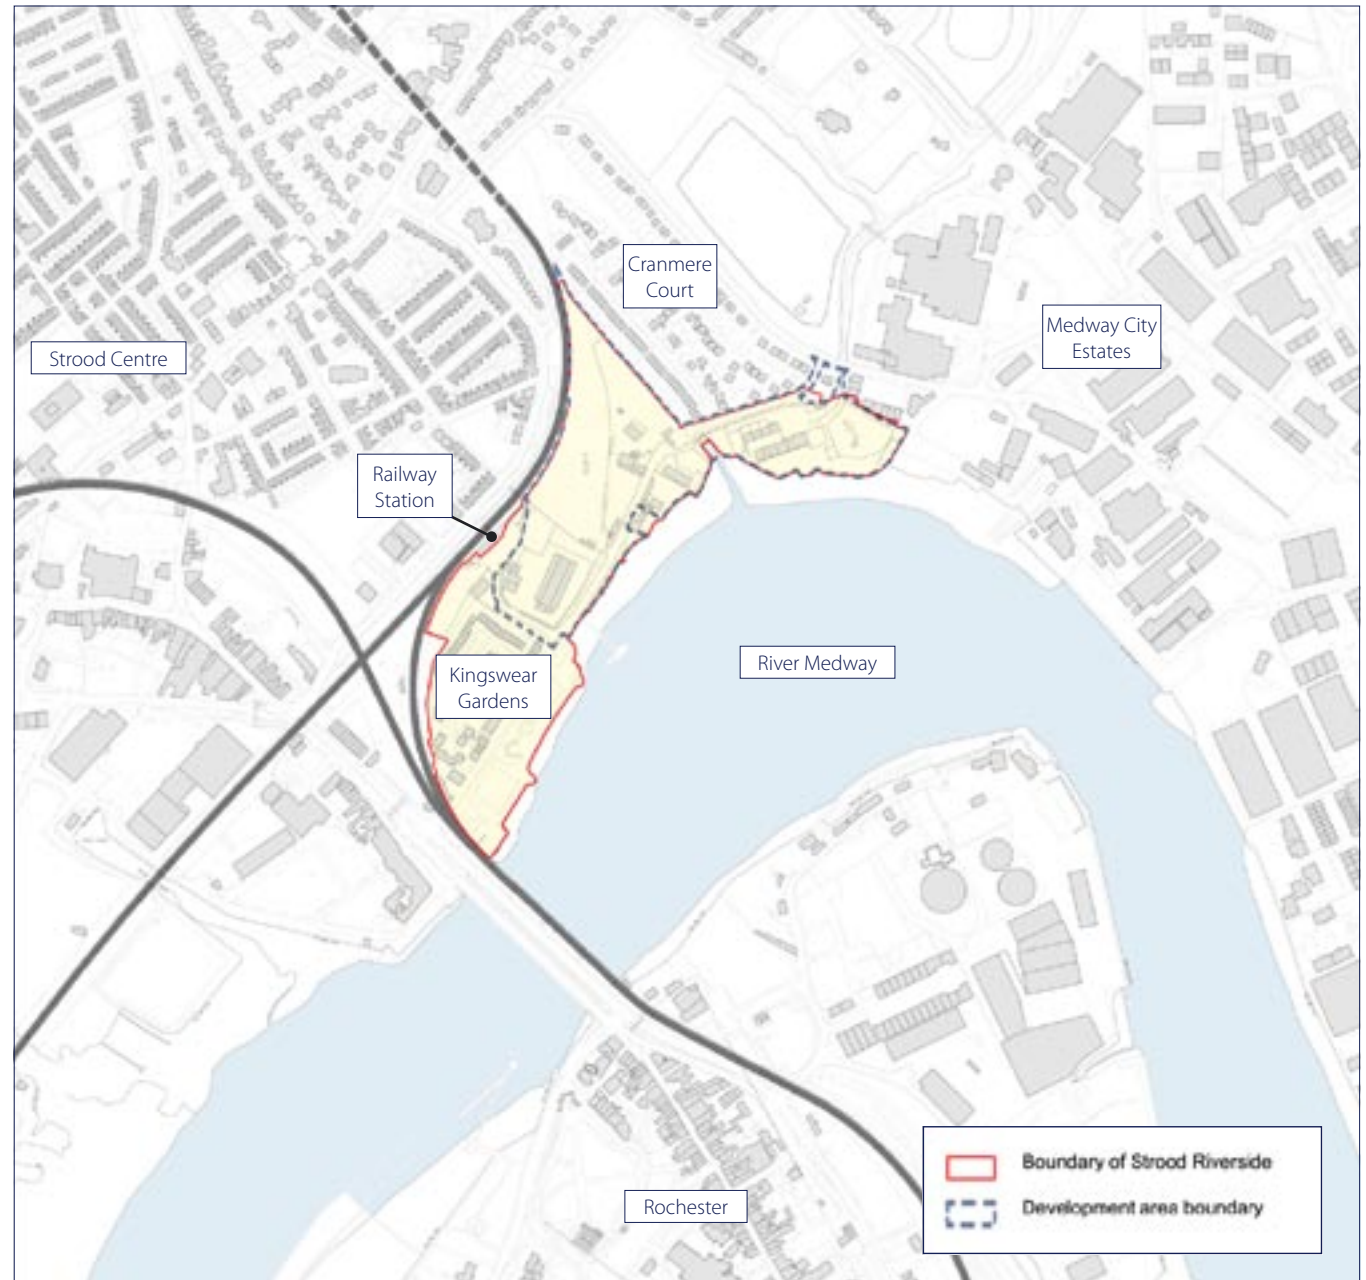 Cranmere
Court
Medway City
Estates
Strood Centre
Railway
Station
River Medway
Kingswear
Gardens
Boundary of Strood Riverside
Development area boundary
Rochester